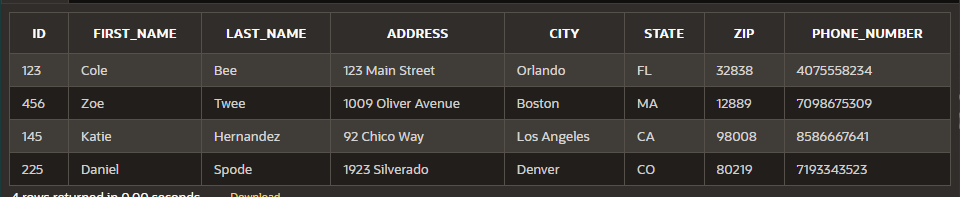 ID FIRST_NAME LAST_NAME ADDRESS CITY STATE ZIP PHONE_NUMBER
123 Cole Bee 123 Main Street Orlando FL 32838 4075558234
456 Zoe Twee 1009 Oliver Avenue Boston MA 12889 7098675309
145 Katie Hernandez 92 Chico Way Los Angeles CA 98008 8586667641
225 Daniel Spode 1923 Silverado Denver CO 80219 7193343523
4 rows returned in 0.00 seconds Download